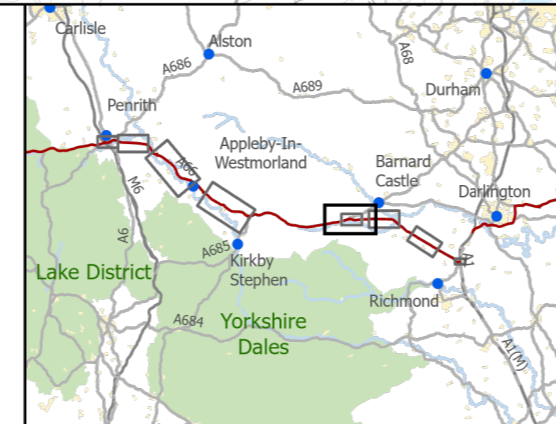 Carlisle
Alston
A68
A686
A689
Durham
Penrith
Appleby-In-
Westmorland
A66
Barnard
Castle
Darlington
M6
A6
A685
Kirkby
Stephen
A1
Lake District
Richmond
A684
Yorkshire
Dales
A1(M)